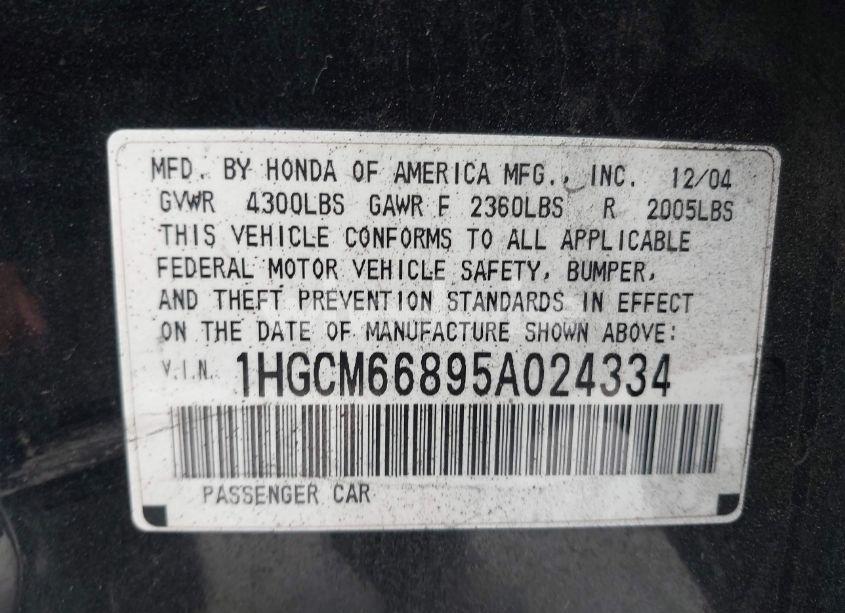 MFD. BY HONDA OF AMERICA MFG., INC. 12/04
GVWR 4300LBS GAWR F 2360LBS R 2005LBS
THIS VEHICLE CONFORMS TO ALL APPLICABLE
FEDERAL MOTOR VEHICLE SAFETY, BUMPER,
AND THEFT PREVENTION STANDARDS IN EFFECT
ON THE DATE OF MANUFACTURE SHOWN ABOVE:
V.I.N. 1HGCM66895A024334
PASSENGER CAR